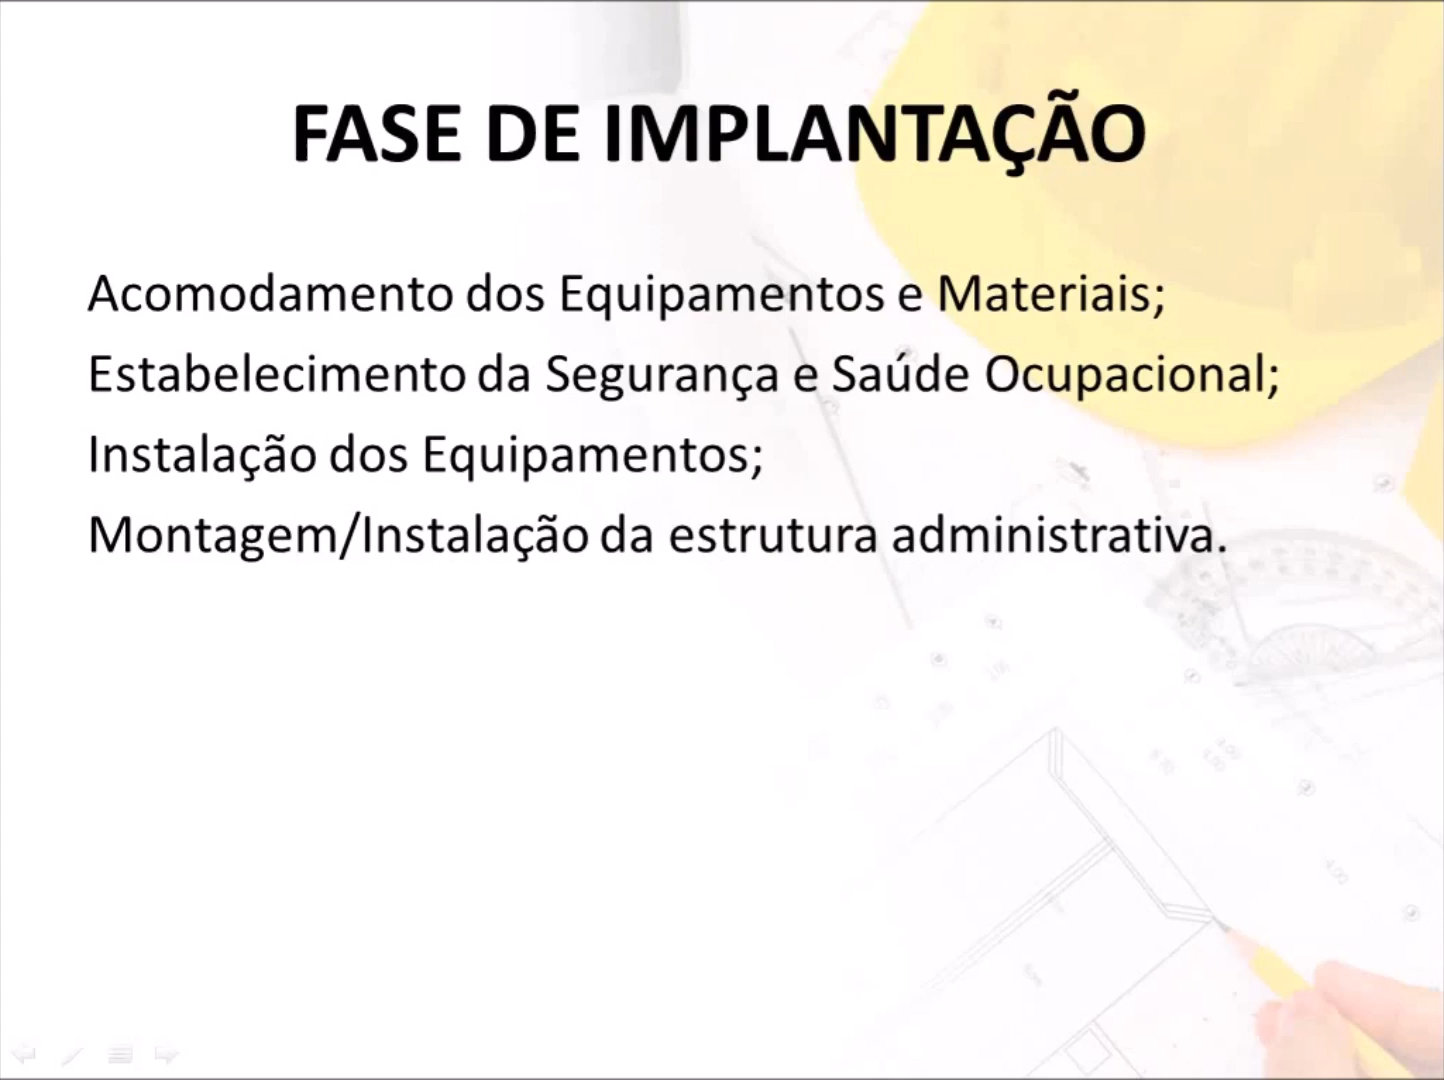 FASE DE IMPLANTAÇÃO
Acomodamento dos Equipamentos e Materiais;
Estabelecimento da Segurança e Saúde Ocupacional;
Instalação dos Equipamentos;
Montagem/Instalação da estrutura administrativa.